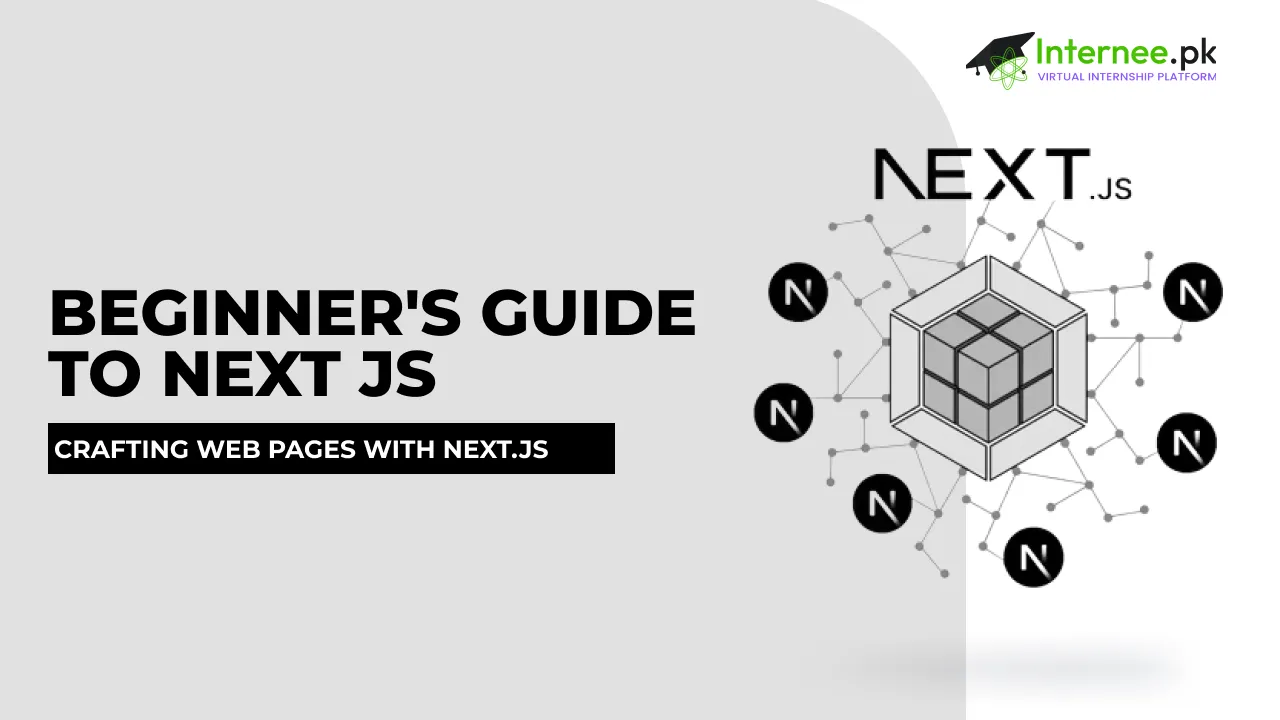 Internee.pk
VIRTUAL INTERNSHIP PLATFORM
NEXT.JS
BEGINNER'S GUIDE
TO NEXT JS
CRAFTING WEB PAGES WITH NEXT.JS
N
N
N
N
N
N